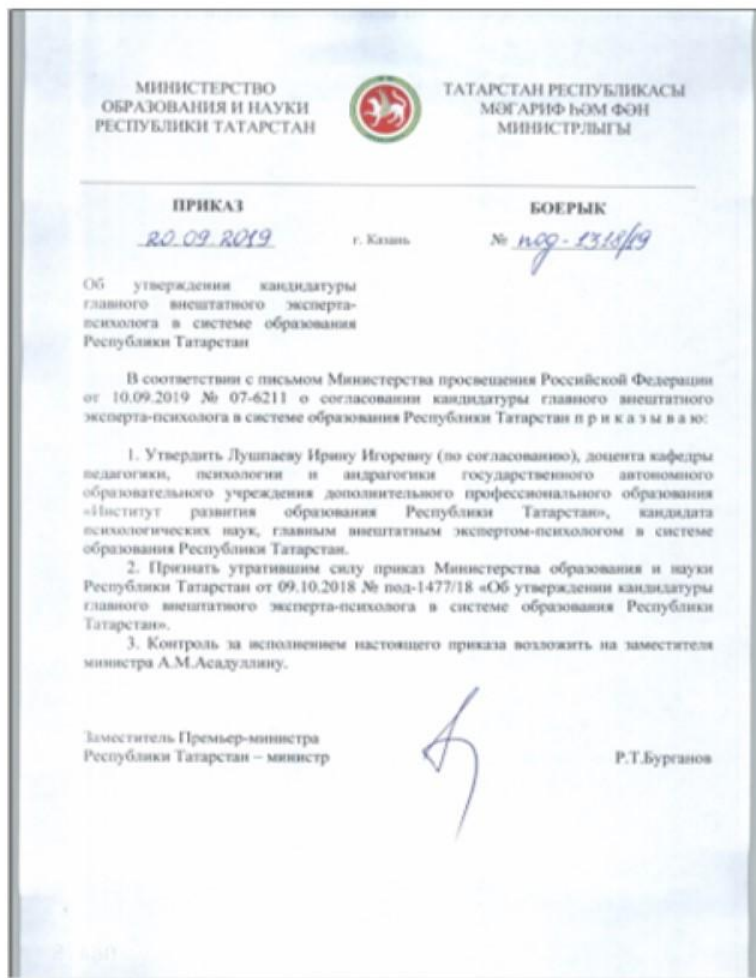 МИНИСТЕРСТВО
ОБРАЗОВАНИЯ И НАУКИ
РЕСПУБЛИКИ ТАТАРСТАН
ТАТАРСТАН РЕСПУБЛИКАСЫ
МӘГАРИФ ҺӘМ ФӘН
МИНИСТРЛЫГЫ
ПРИКАЗ
БОЕРЫК
20.09.2019
г. Казань
№ под-1318/19
Об утверждении кандидатуры
главного внештатного эксперта-
психолога в системе образования
Республики Татарстан
В соответствии с письмом Министерства просвещения Российской Федерации
от 10.09.2019 № 07-6211 о согласовании кандидатуры главного внештатного
эксперта-психолога в системе образования Республики Татарстан п р и к а з ы в а ю:
1. Утвердить Лушпаеву Ирину Игоревну (по согласованию), доцента кафедры
педагогики, психологии и андрагогики государственного автономного
образовательного учреждения дополнительного профессионального образования
«Институт развития образования Республики Татарстан», кандидата
психологических наук, главным внештатным экспертом-психологом в системе
образования Республики Татарстан.
2. Признать утратившим силу приказ Министерства образования и науки
Республики Татарстан от 09.10.2018 № под-1477/18 «Об утверждении кандидатуры
главного внештатного эксперта-психолога в системе образования Республики
Татарстан».
3. Контроль за исполнением настоящего приказа возложить на заместителя
министра А.М.Асадуллину.
Заместитель Премьер-министра
Республики Татарстан – министр
Р.Т.Бурганов